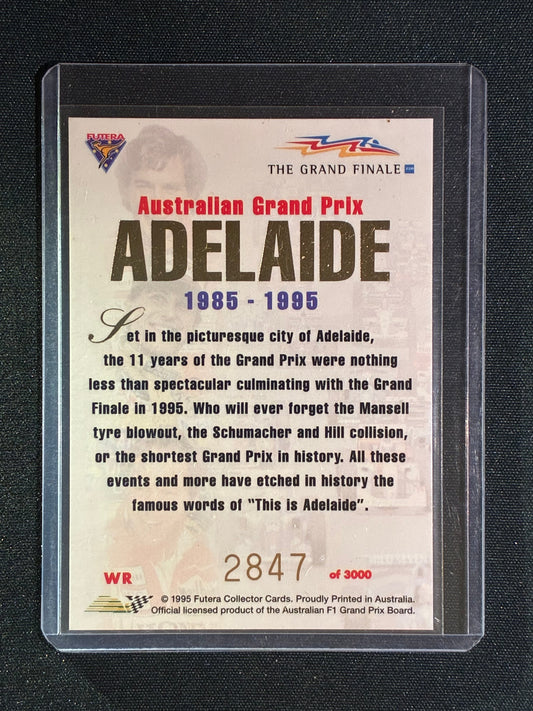 FUTERA
THE GRAND FINALE
Australian Grand Prix
ADELAIDE
1985 - 1995
Set in the picturesque city of Adelaide,
the 11 years of the Grand Prix were nothing
less than spectacular culminating with the Grand
Finale in 1995. Who will ever forget the Mansell
tyre blowout, the Schumacher and Hill collision,
or the shortest Grand Prix in history. All these
events and more have etched in history the
famous words of "This is Adelaide".
WR
2847 of 3000
© 1995 Futera Collector Cards. Proudly Printed in Australia.
Official licensed product of the Australian F1 Grand Prix Board.